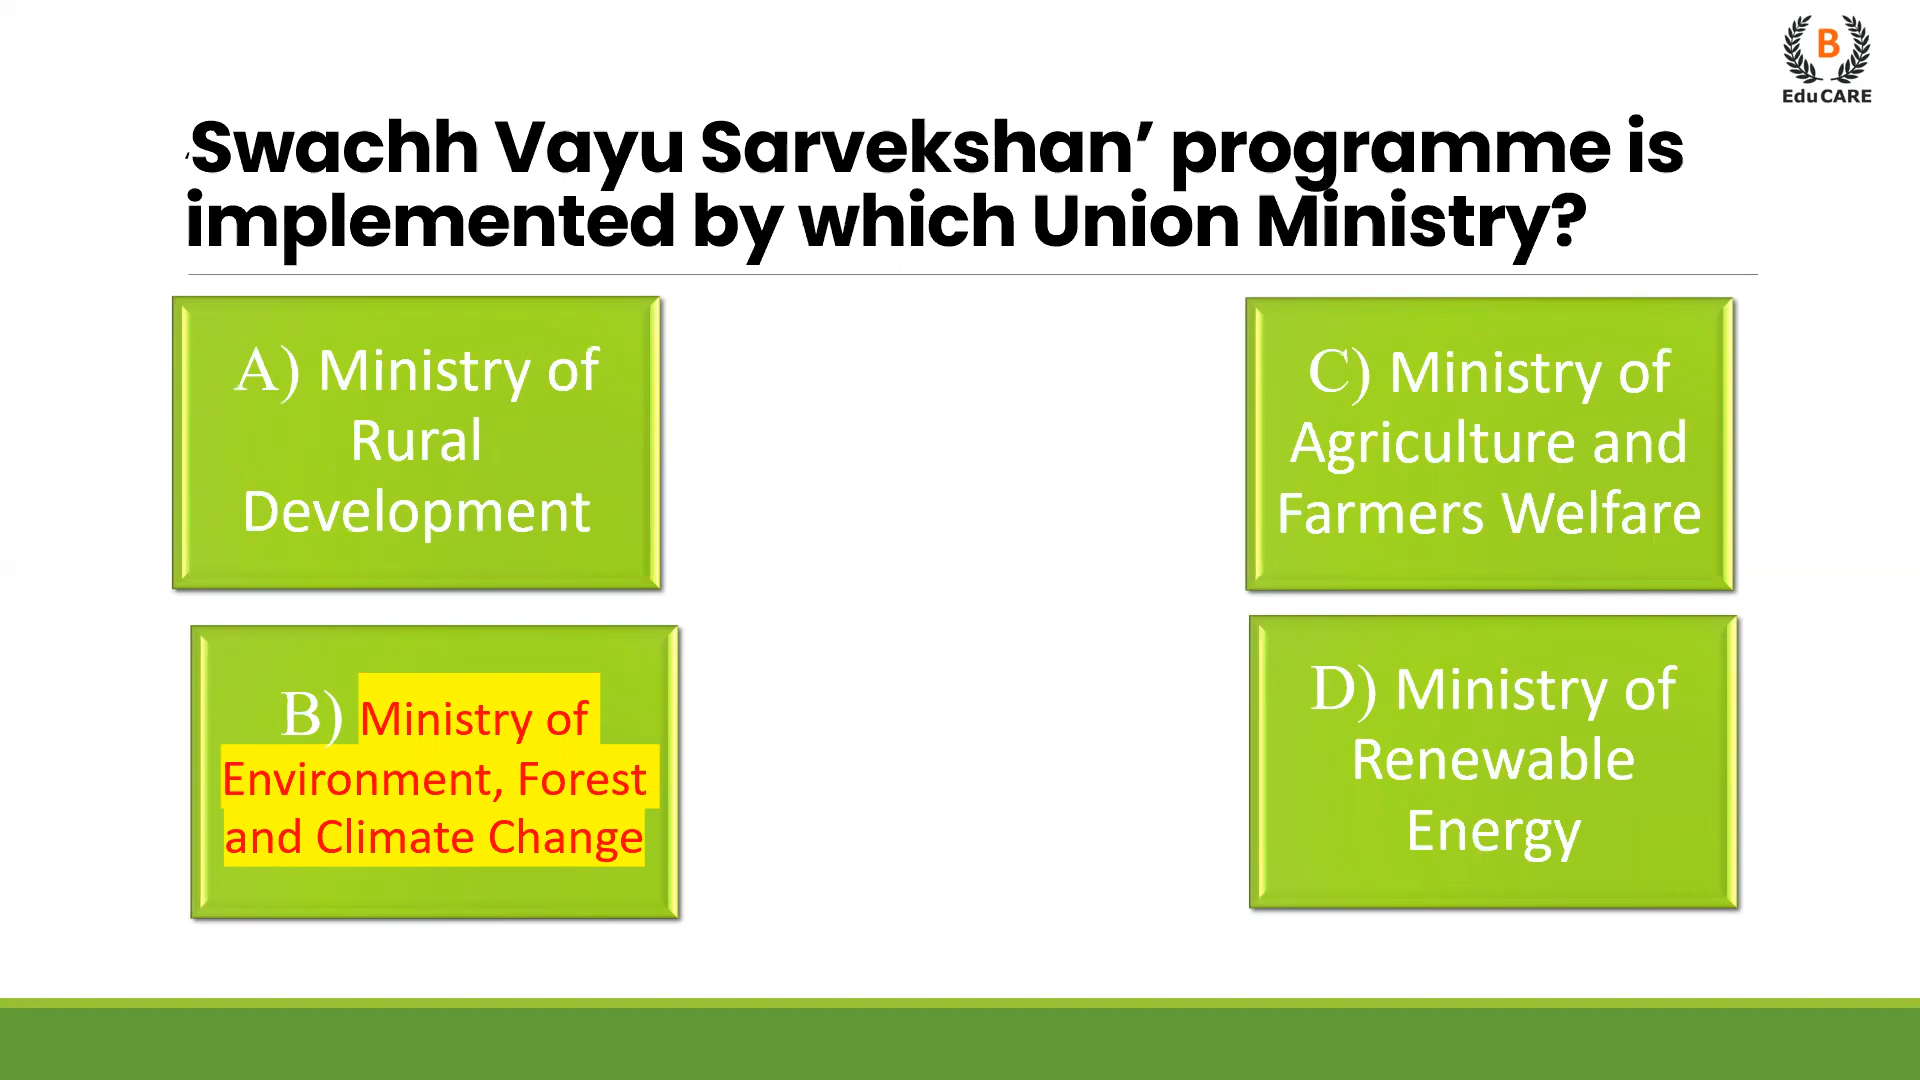 B
EduCARE
‘Swachh Vayu Sarvekshan’ programme is
implemented by which Union Ministry?
A) Ministry of
Rural
Development
B) Ministry of
Environment, Forest
and Climate Change
C) Ministry of
Agriculture and
Farmers Welfare
D) Ministry of
Renewable
Energy